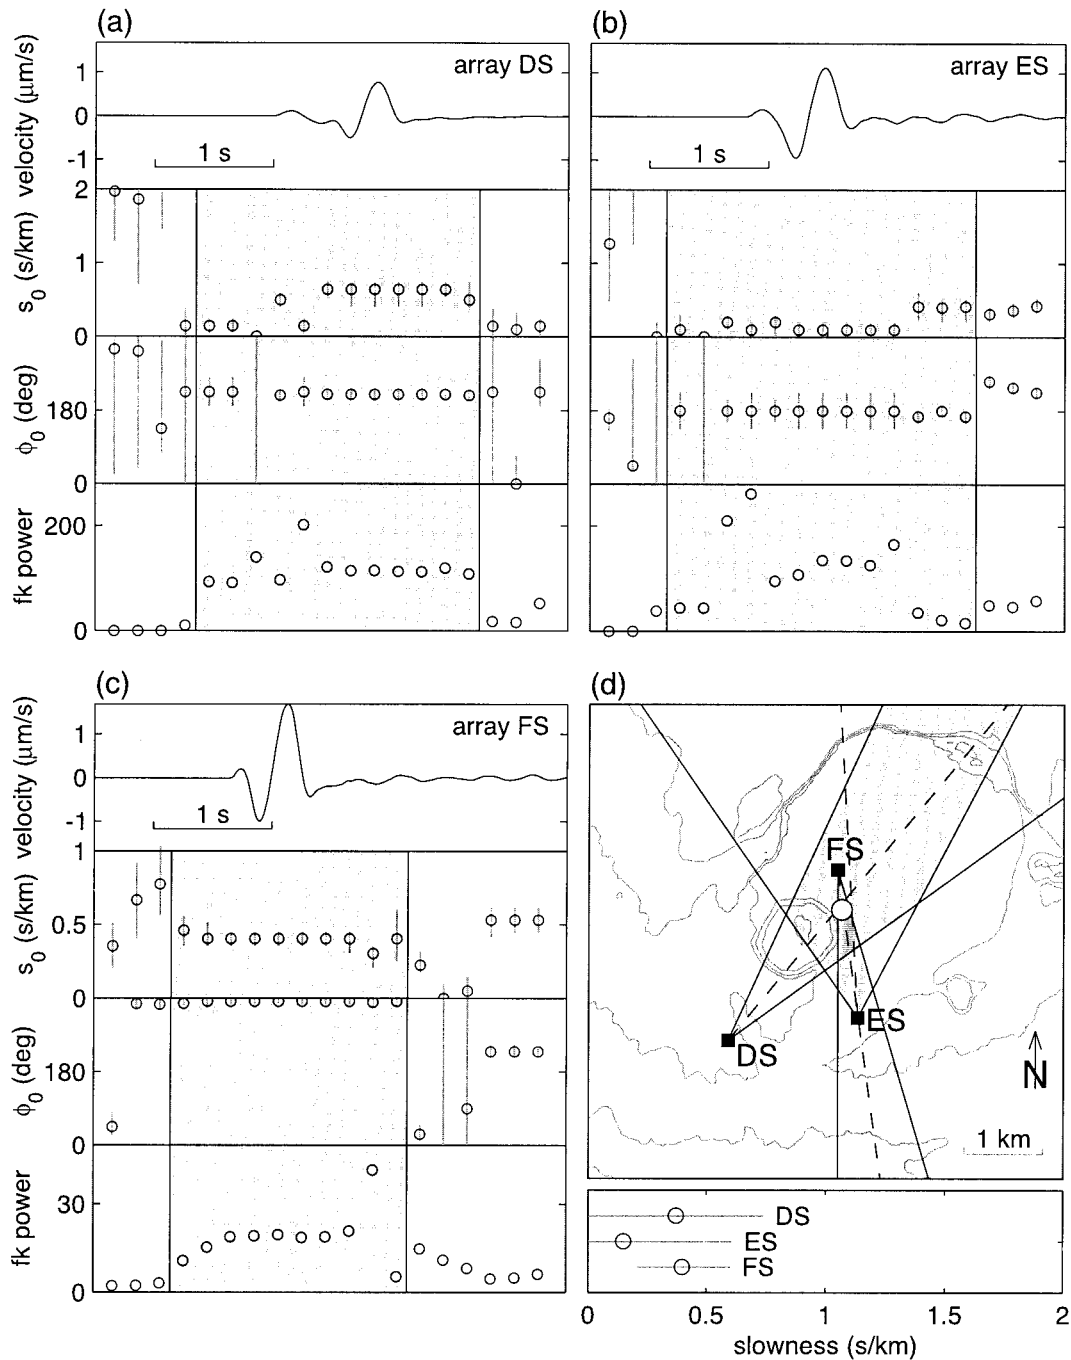 (a)
array DS
velocity (μm/s)
1
0
-1
1 s
s0 (s/km)
2
1
0
ϕ0 (deg)
180
0
fk power
200
0
(b)
array ES
1 s
(c)
array FS
velocity (μm/s)
1
0
-1
1 s
s0 (s/km)
0.5
0
ϕ0 (deg)
180
0
fk power
30
0
(d)
FS
ES
DS
N
1 km
DS
ES
FS
0 0.5 1 1.5 2
slowness (s/km)